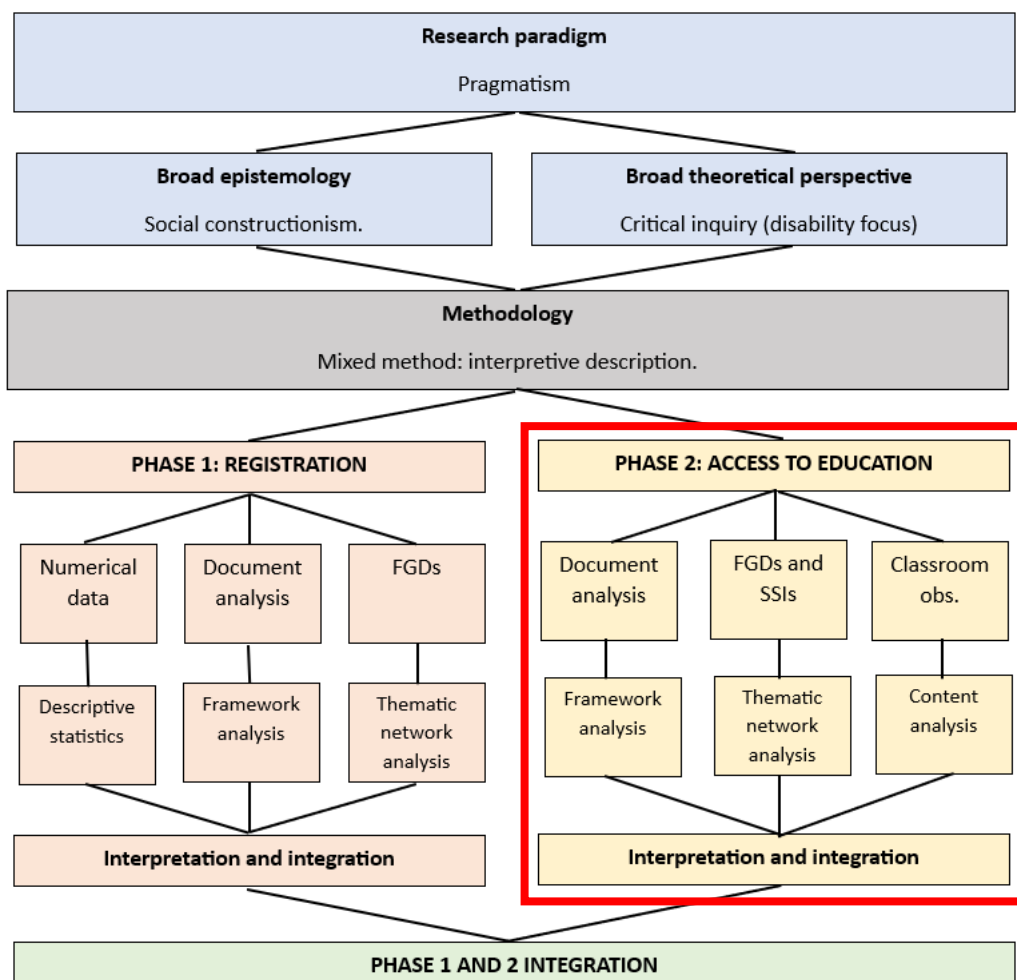 Research paradigm
Pragmatism
Broad epistemology
Social constructionism.
Broad theoretical perspective
Critical inquiry (disability focus)
Methodology
Mixed method: interpretive description.
PHASE 1: REGISTRATION
Numerical
data
Document
analysis
FGDs
Descriptive
statistics
Framework
analysis
Thematic
network
analysis
Interpretation and integration
PHASE 2: ACCESS TO EDUCATION
Document
analysis
FGDs and
SSIs
Classroom
obs.
Framework
analysis
Thematic
network
analysis
Content
analysis
Interpretation and integration
PHASE 1 AND 2 INTEGRATION